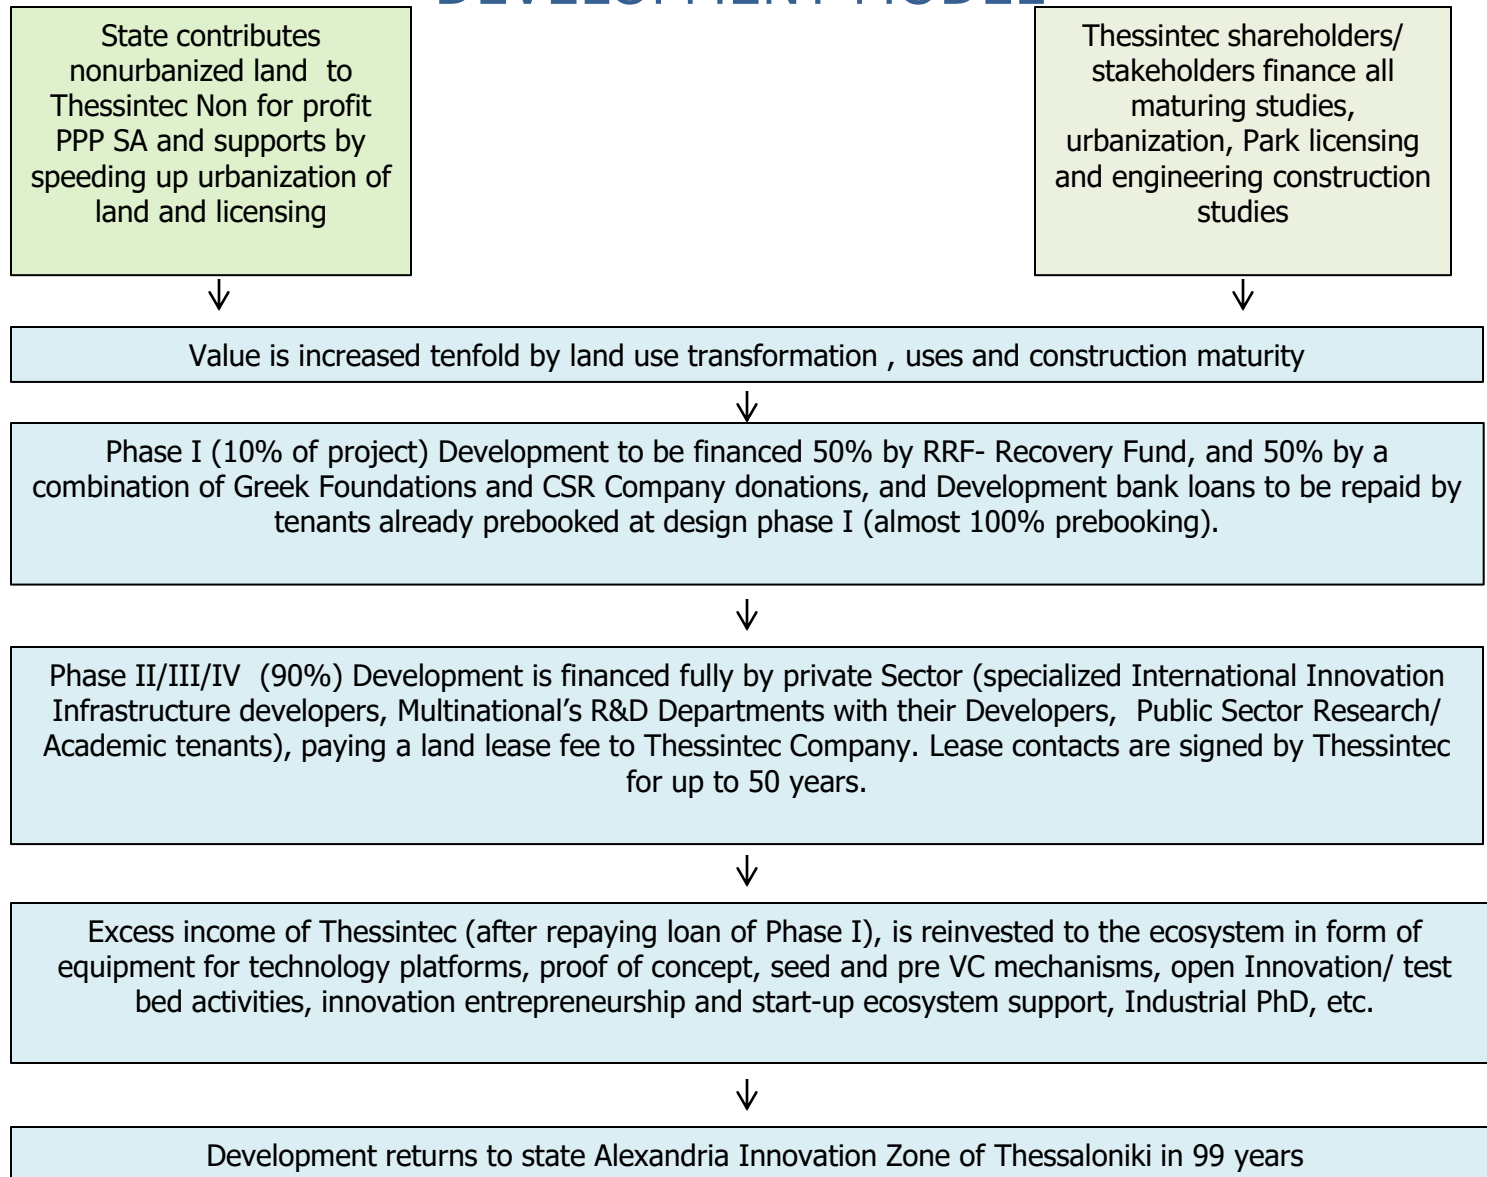 DEVELOPMENT MODEL
State contributes
nonurbanized land to
Thessintec Non for profit
PPP SA and supports by
speeding up urbanization of
land and licensing
Thessintec shareholders/
stakeholders finance all
maturing studies,
urbanization, Park licensing
and engineering construction
studies
Value is increased tenfold by land use transformation , uses and construction maturity
Phase I (10% of project) Development to be financed 50% by RRF- Recovery Fund, and 50% by a
combination of Greek Foundations and CSR Company donations, and Development bank loans to be repaid by
tenants already prebooked at design phase I (almost 100% prebooking).
Phase II/III/IV (90%) Development is financed fully by private Sector (specialized International Innovation
Infrastructure developers, Multinational’s R&D Departments with their Developers, Public Sector Research/
Academic tenants), paying a land lease fee to Thessintec Company. Lease contacts are signed by Thessintec
for up to 50 years.
Excess income of Thessintec (after repaying loan of Phase I), is reinvested to the ecosystem in form of
equipment for technology platforms, proof of concept, seed and pre VC mechanisms, open Innovation/ test
bed activities, innovation entrepreneurship and start-up ecosystem support, Industrial PhD, etc.
Development returns to state Alexandria Innovation Zone of Thessaloniki in 99 years